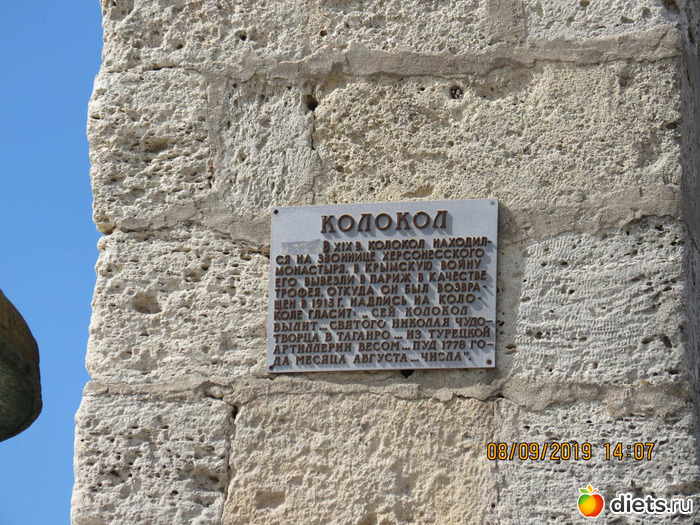 КОЛОКОЛ
В XIX В. КОЛОКОЛ НАХОДИЛ-
СЯ НА ЗВОННИЦЕ ХЕРСОНЕССКОГО
МОНАСТЫРЯ. В КРЫМСКУЮ ВОЙНУ
ЕГО ВЫВЕЗЛИ В ПАРИЖ В КАЧЕСТВЕ
ТРОФЕЯ, ОТКУДА ОН БЫЛ ВОЗВРА-
ЩЕН В 1913 Г. НАДПИСЬ НА КОЛО-
КОЛЕ ГЛАСИТ: „СЕЙ КОЛОКОЛ
ВЫЛИТ... СВЯТОГО НИКОЛАЯ ЧУДО-
ТВОРЦА В ТАГАНРО... ИЗ ТУРЕЦКОЙ
АРТИЛЛЕРИИ ВЕСОМ... ПУД 1778 ГО-
ДА МЕСЯЦА АВГУСТА... ЧИСЛА".
08/09/2019 14:07
diets.ru